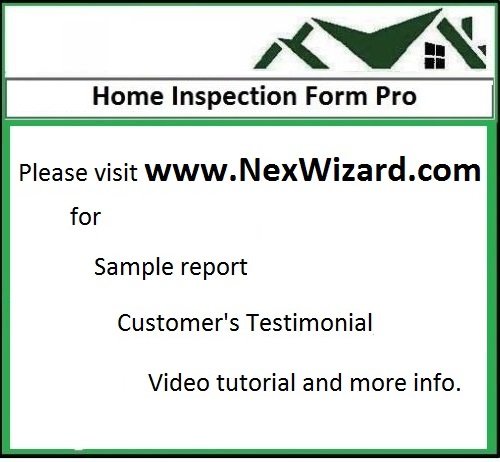 Home Inspection Form Pro
Please visit www.NexWizard.com
for
Sample report
Customer's Testimonial
Video tutorial and more info.